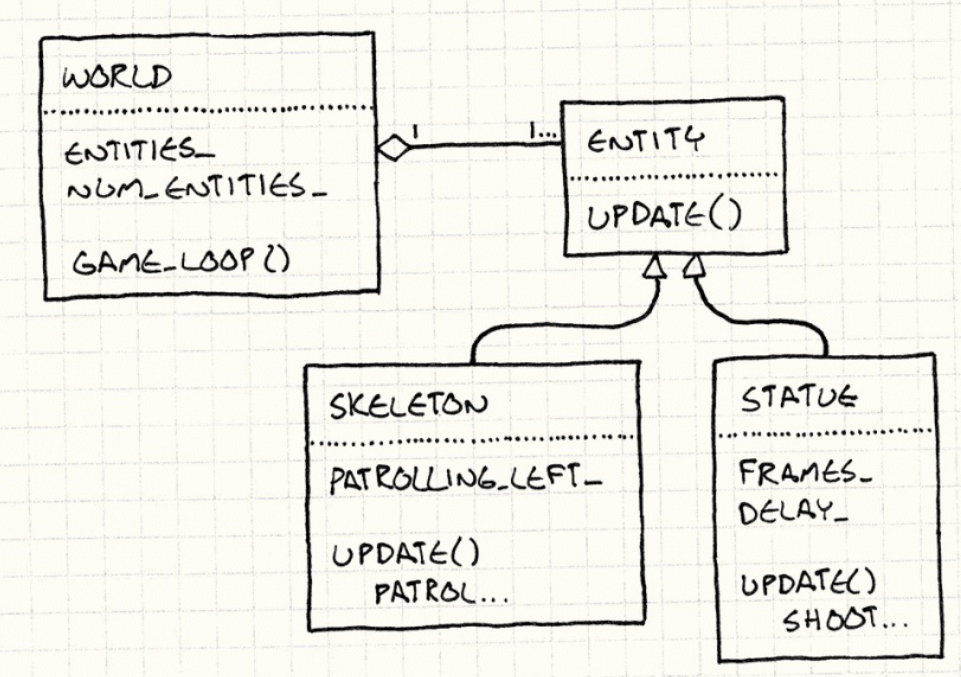 WORLD
ENTITIES_
NUM_ENTITIES_
GAME_LOOP()
1
1...
ENTITY
UPDATE()
SKELETON
PATROLLING_LEFT_
UPDATE()
PATROL...
STATUE
FRAMES_
DELAY_
UPDATE()
SHOOT...